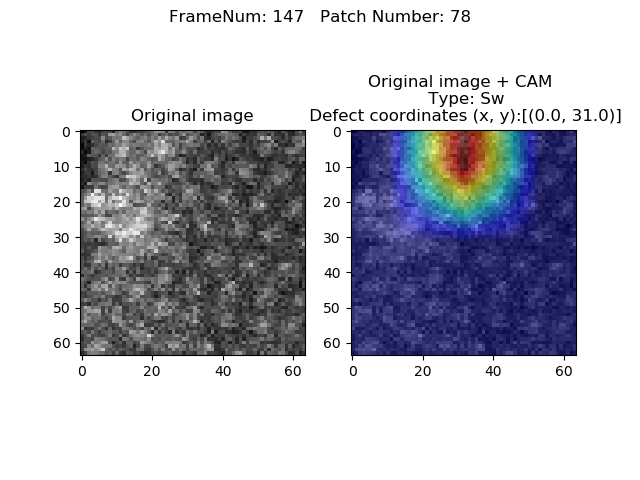 FrameNum: 147   Patch Number: 78
Original image
Original image + CAM
Type: Sw
Defect coordinates (x, y):[(0.0, 31.0)]
0
10
20
30
40
50
60
0 20 40 60
0
10
20
30
40
50
60
0 20 40 60